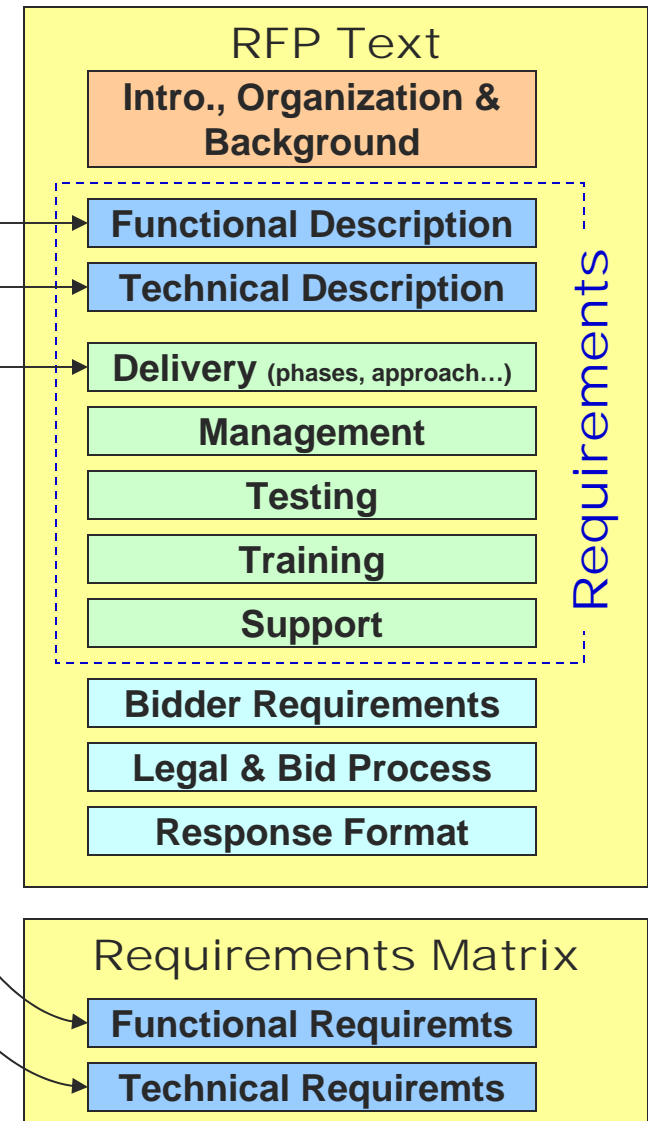 RFP Text
Intro., Organization &
Background
Functional Description
Technical Description
Delivery (phases, approach…)
Management
Testing
Training
Support
Requirements
Bidder Requirements
Legal & Bid Process
Response Format
Requirements Matrix
Functional Requiremts
Technical Requiremts